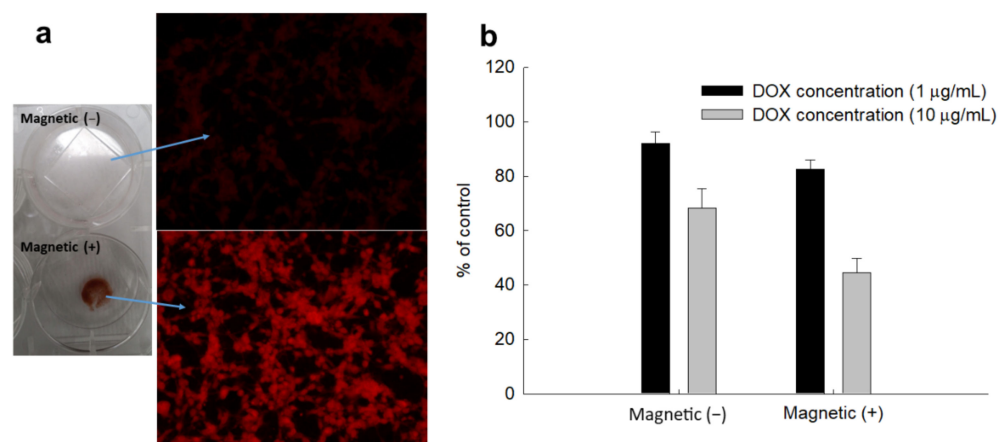 a
Magnetic (−)
Magnetic (+)
b
120
100
80
60
40
20
0
% of control
DOX concentration (1 µg/mL)
DOX concentration (10 µg/mL)
Magnetic (−)
Magnetic (+)